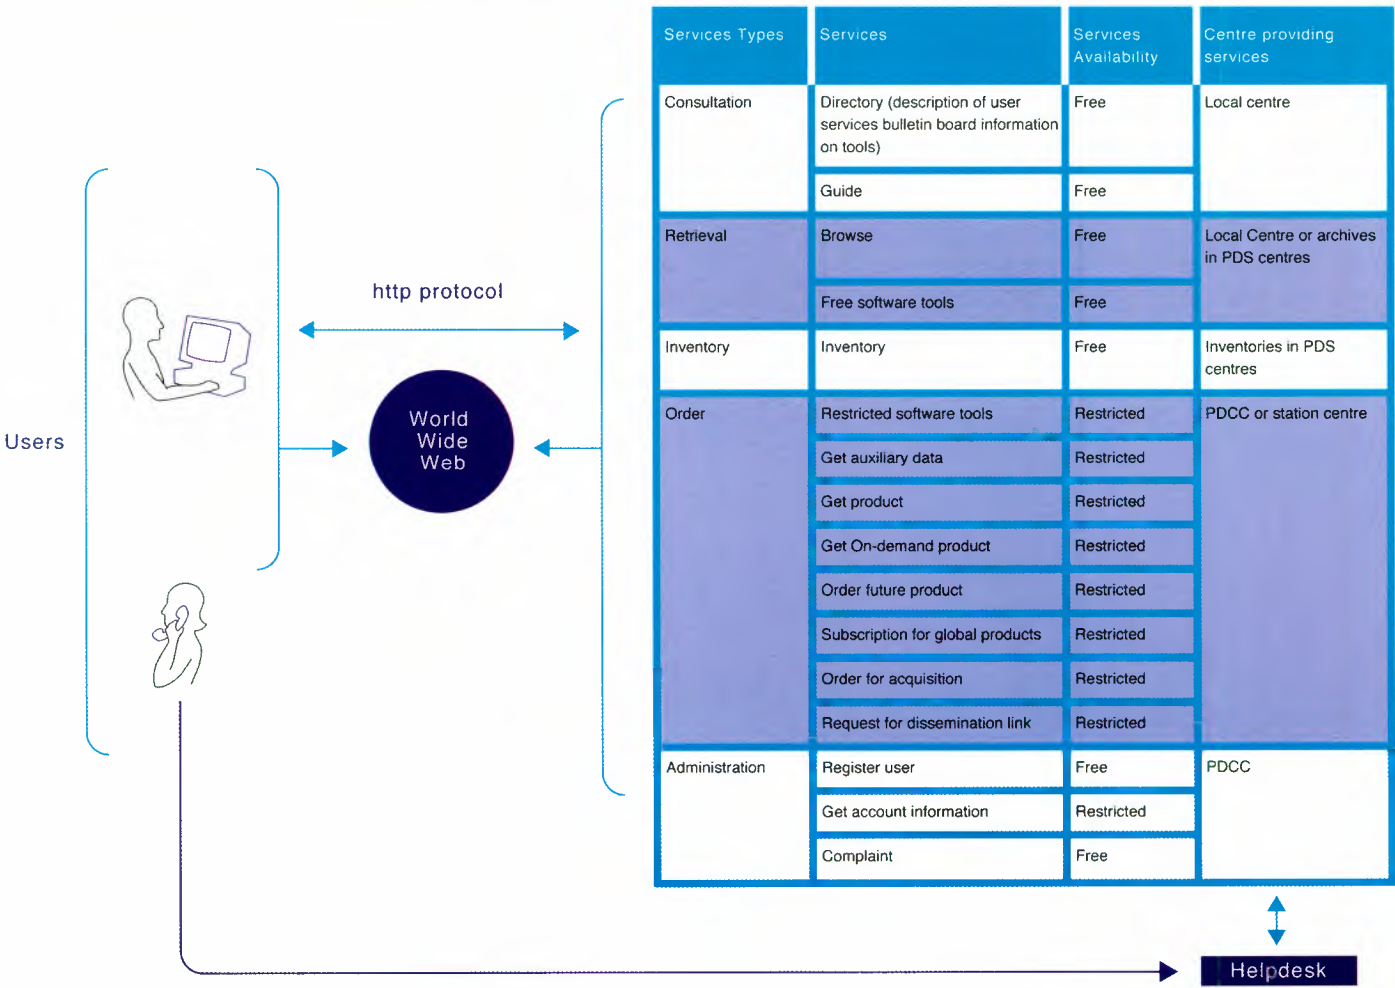 Services Types
Services
Services
Availability
Centre providing
services
Consultation
Directory (description of user
services bulletin board information
on tools)
Free
Local centre
Guide
Free
Retrieval
Browse
Free
Local Centre or archives
in PDS centres
Free software tools
Free
Inventory
Inventory
Free
Inventories in PDS
centres
Order
Restricted software tools
Restricted
PDCC or station centre
Get auxiliary data
Restricted
Get product
Restricted
Get On-demand product
Restricted
Order future product
Restricted
Subscription for global products
Restricted
Order for acquisition
Restricted
Request for dissemination link
Restricted
Administration
Register user
Free
PDCC
Get account information
Restricted
Complaint
Free
http protocol
World
Wide
Web
Users
Helpdesk